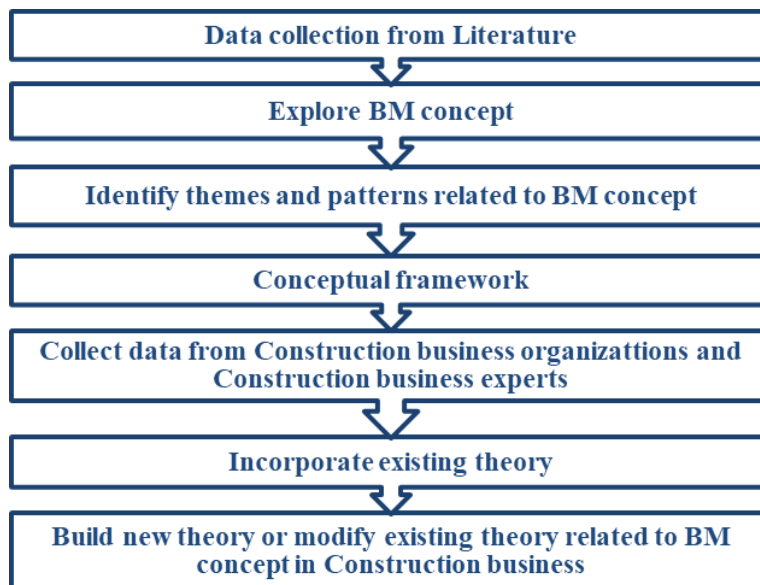 Data collection from Literature
Explore BM concept
Identify themes and patterns related to BM concept
Conceptual framework
Collect data from Construction business organizattions and
Construction business experts
Incorporate existing theory
Build new theory or modify existing theory related to BM
concept in Construction business